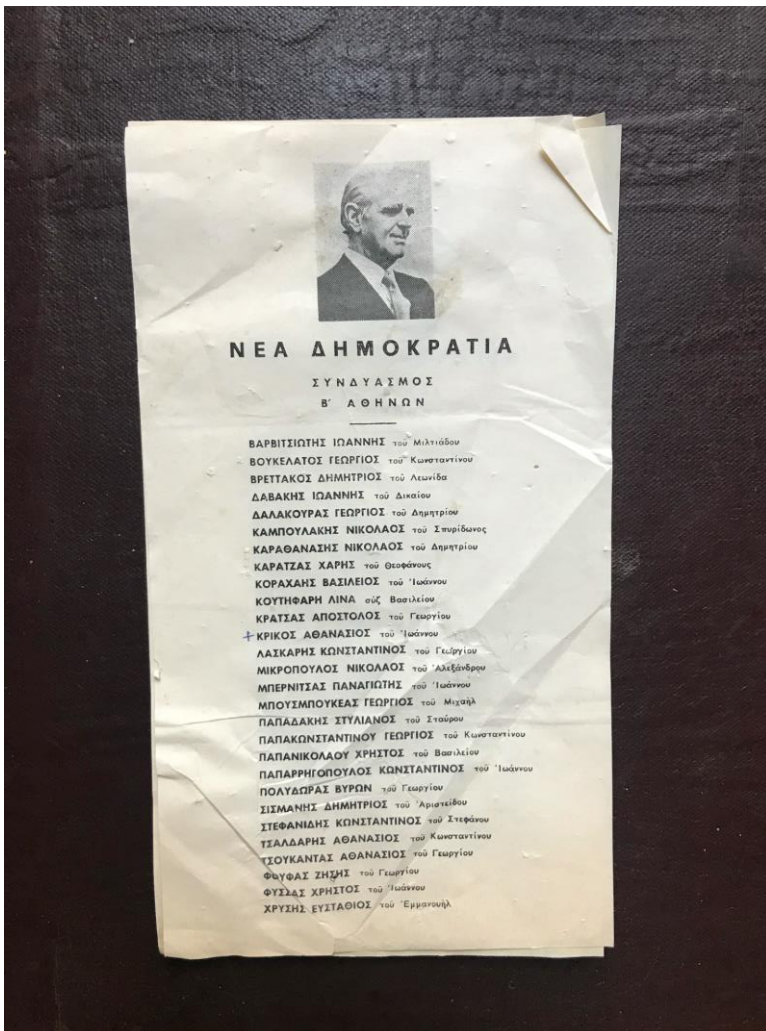 ΝΕΑ ΔΗΜΟΚΡΑΤΙΑ
ΣΥΝΔΥΑΣΜΟΣ
Β΄ ΑΘΗΝΩΝ
ΒΑΡΒΙΤΣΙΩΤΗΣ ΙΩΑΝΝΗΣ τοῦ Μιλτιάδου
ΒΟΥΚΕΛΑΤΟΣ ΓΕΩΡΓΙΟΣ τοῦ Κωνσταντίνου
ΒΡΕΤΤΑΚΟΣ ΔΗΜΗΤΡΙΟΣ τοῦ Λεωνίδα
ΔΑΒΑΚΗΣ ΙΩΑΝΝΗΣ τοῦ Δικαίου
ΔΑΛΑΚΟΥΡΑΣ ΓΕΩΡΓΙΟΣ τοῦ Δημητρίου
ΚΑΜΠΟΥΛΑΚΗΣ ΝΙΚΟΛΑΟΣ τοῦ Σπυρίδωνος
ΚΑΡΑΘΑΝΑΣΗΣ ΝΙΚΟΛΑΟΣ τοῦ Δημητρίου
ΚΑΡΑΤΖΑΣ ΧΑΡΗΣ τοῦ Θεοφάνους
ΚΟΡΑΧΑΗΣ ΒΑΣΙΛΕΙΟΣ τοῦ Ἰωάννου
ΚΟΥΤΗΦΑΡΗ ΛΙΝΑ σύζ Βασιλείου
ΚΡΑΤΣΑΣ ΑΠΟΣΤΟΛΟΣ τοῦ Γεωργίου
+ ΚΡΙΚΟΣ ΑΘΑΝΑΣΙΟΣ τοῦ Ἰωάννου
ΛΑΣΚΑΡΗΣ ΚΩΝΣΤΑΝΤΙΝΟΣ τοῦ Γεωργίου
ΜΙΚΡΟΠΟΥΛΟΣ ΝΙΚΟΛΑΟΣ τοῦ Ἀλεξάνδρου
ΜΠΕΡΝΙΤΣΑΣ ΠΑΝΑΓΙΩΤΗΣ τοῦ Ἰωάννου
ΜΠΟΥΣΜΠΟΥΚΕΑΣ ΓΕΩΡΓΙΟΣ τοῦ Μιχαήλ
ΠΑΠΑΔΑΚΗΣ ΣΤΥΛΙΑΝΟΣ τοῦ Σταύρου
ΠΑΠΑΚΩΝΣΤΑΝΤΙΝΟΥ ΓΕΩΡΓΙΟΣ τοῦ Κωνσταντίνου
ΠΑΠΑΝΙΚΟΛΑΟΥ ΧΡΗΣΤΟΣ τοῦ Βασιλείου
ΠΑΠΑΡΡΗΓΟΠΟΥΛΟΣ ΚΩΝΣΤΑΝΤΙΝΟΣ τοῦ Ἰωάννου
ΠΟΛΥΔΩΡΑΣ ΒΥΡΩΝ τοῦ Γεωργίου
ΣΙΣΜΑΝΗΣ ΔΗΜΗΤΡΙΟΣ τοῦ Ἀριστείδου
ΣΤΕΦΑΝΙΔΗΣ ΚΩΝΣΤΑΝΤΙΝΟΣ τοῦ Στεφάνου
ΤΣΑΛΔΑΡΗΣ ΑΘΑΝΑΣΙΟΣ τοῦ Κωνσταντίνου
ΤΣΟΥΚΑΝΤΑΣ ΑΘΑΝΑΣΙΟΣ τοῦ Γεωργίου
ΦΟΥΦΑΣ ΖΗΣΗΣ τοῦ Γεωργίου
ΦΥΣΣΑΣ ΧΡΗΣΤΟΣ τοῦ Ἰωάννου
ΧΡΥΣΗΣ ΕΥΣΤΑΘΙΟΣ τοῦ Ἐμμανουήλ